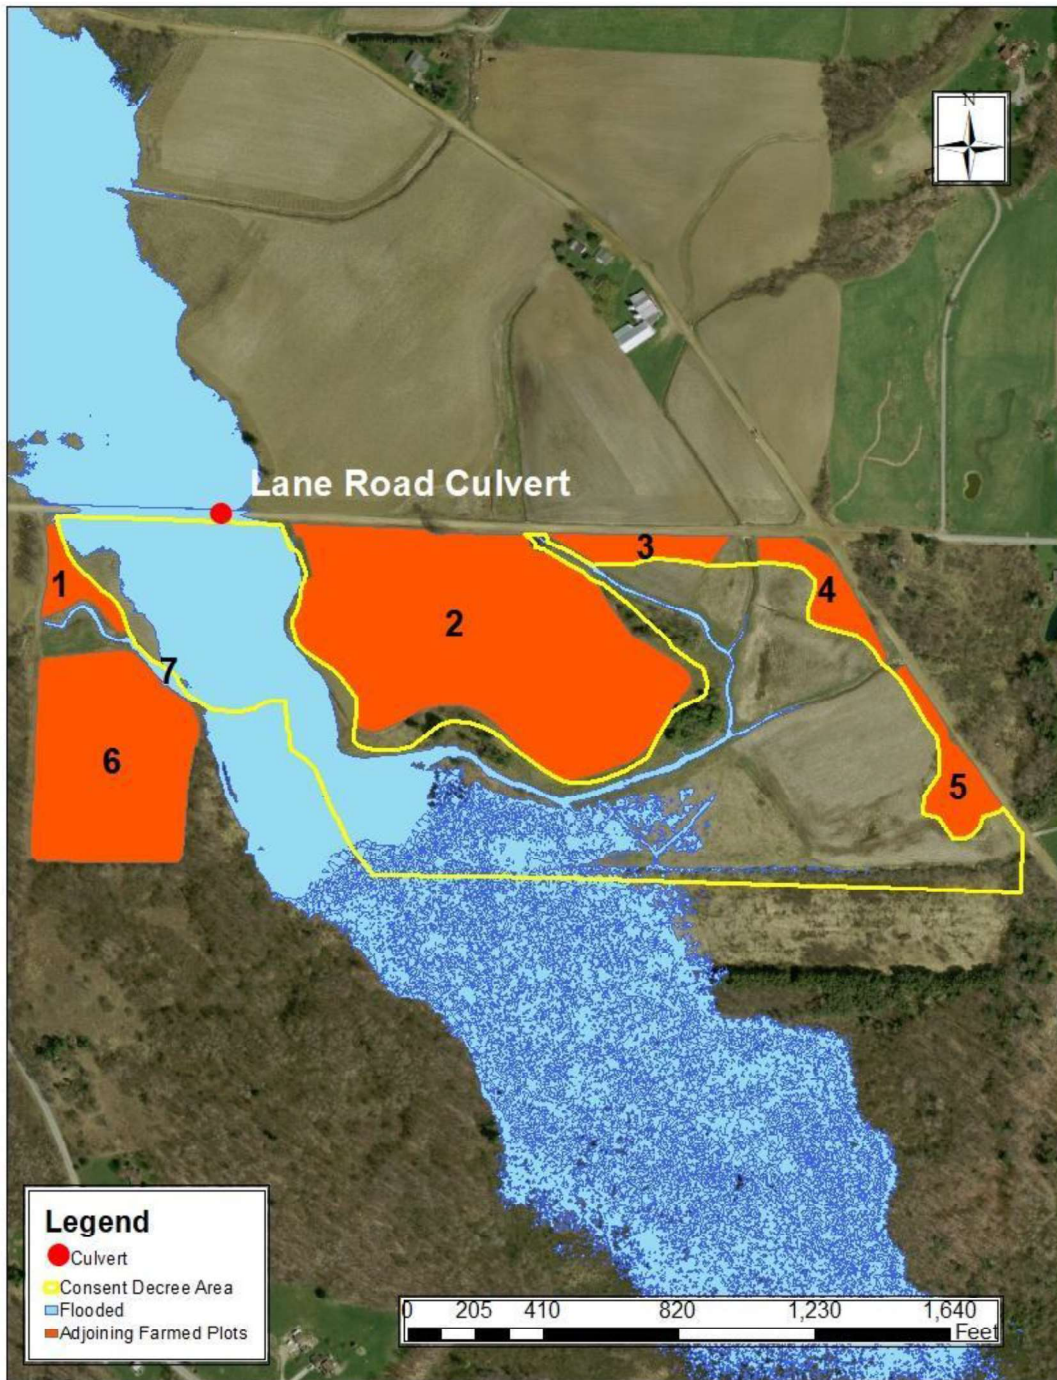 N
Lane Road Culvert
1
2
3
4
5
6
7
Legend
Culvert
Consent Decree Area
Flooded
Adjoining Farmed Plots
0 205 410 820 1,230 1,640
Feet